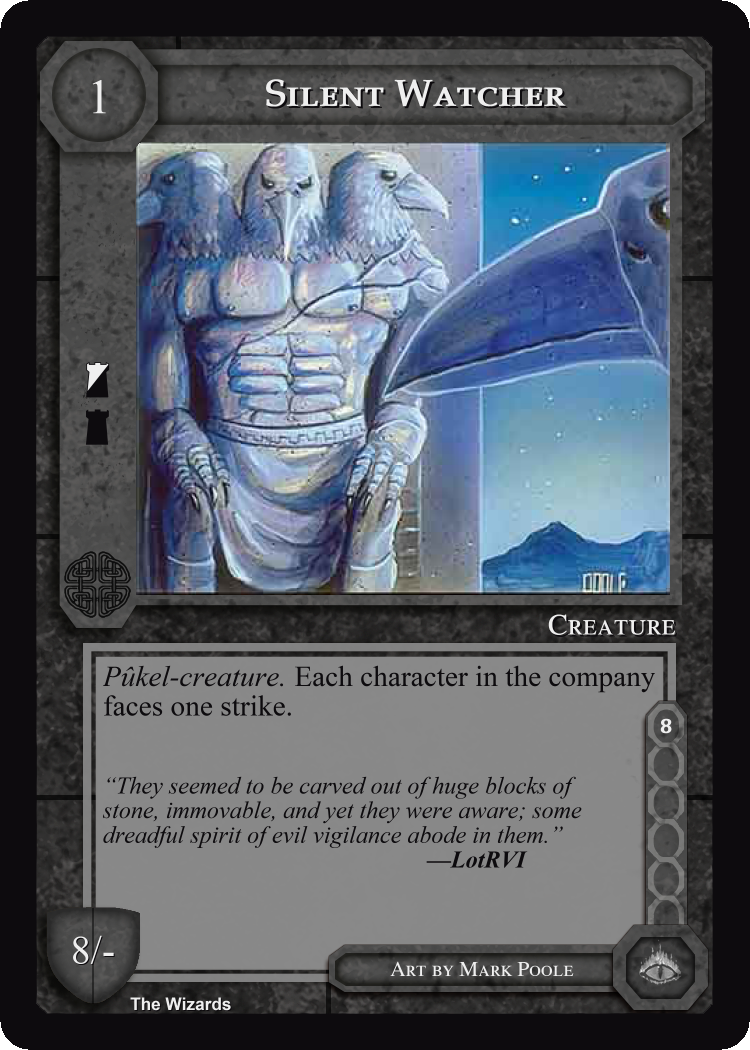 1
SILENT WATCHER
POOLE
CREATURE
Pûkel-creature. Each character in the company
faces one strike.
8
“They seemed to be carved out of huge blocks of
stone, immovable, and yet they were aware; some
dreadful spirit of evil vigilance abode in them.”
—LotRVI
8/-
ART BY MARK POOLE
The Wizards